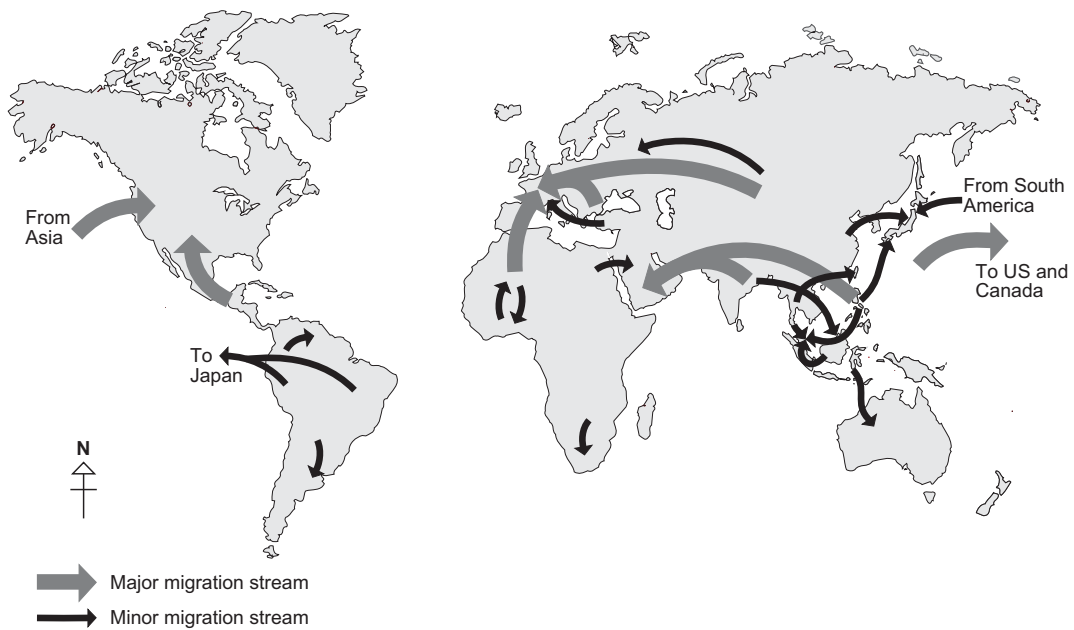 From
Asia
From South
America
To US and
Canada
To
Japan
N
Major migration stream
Minor migration stream